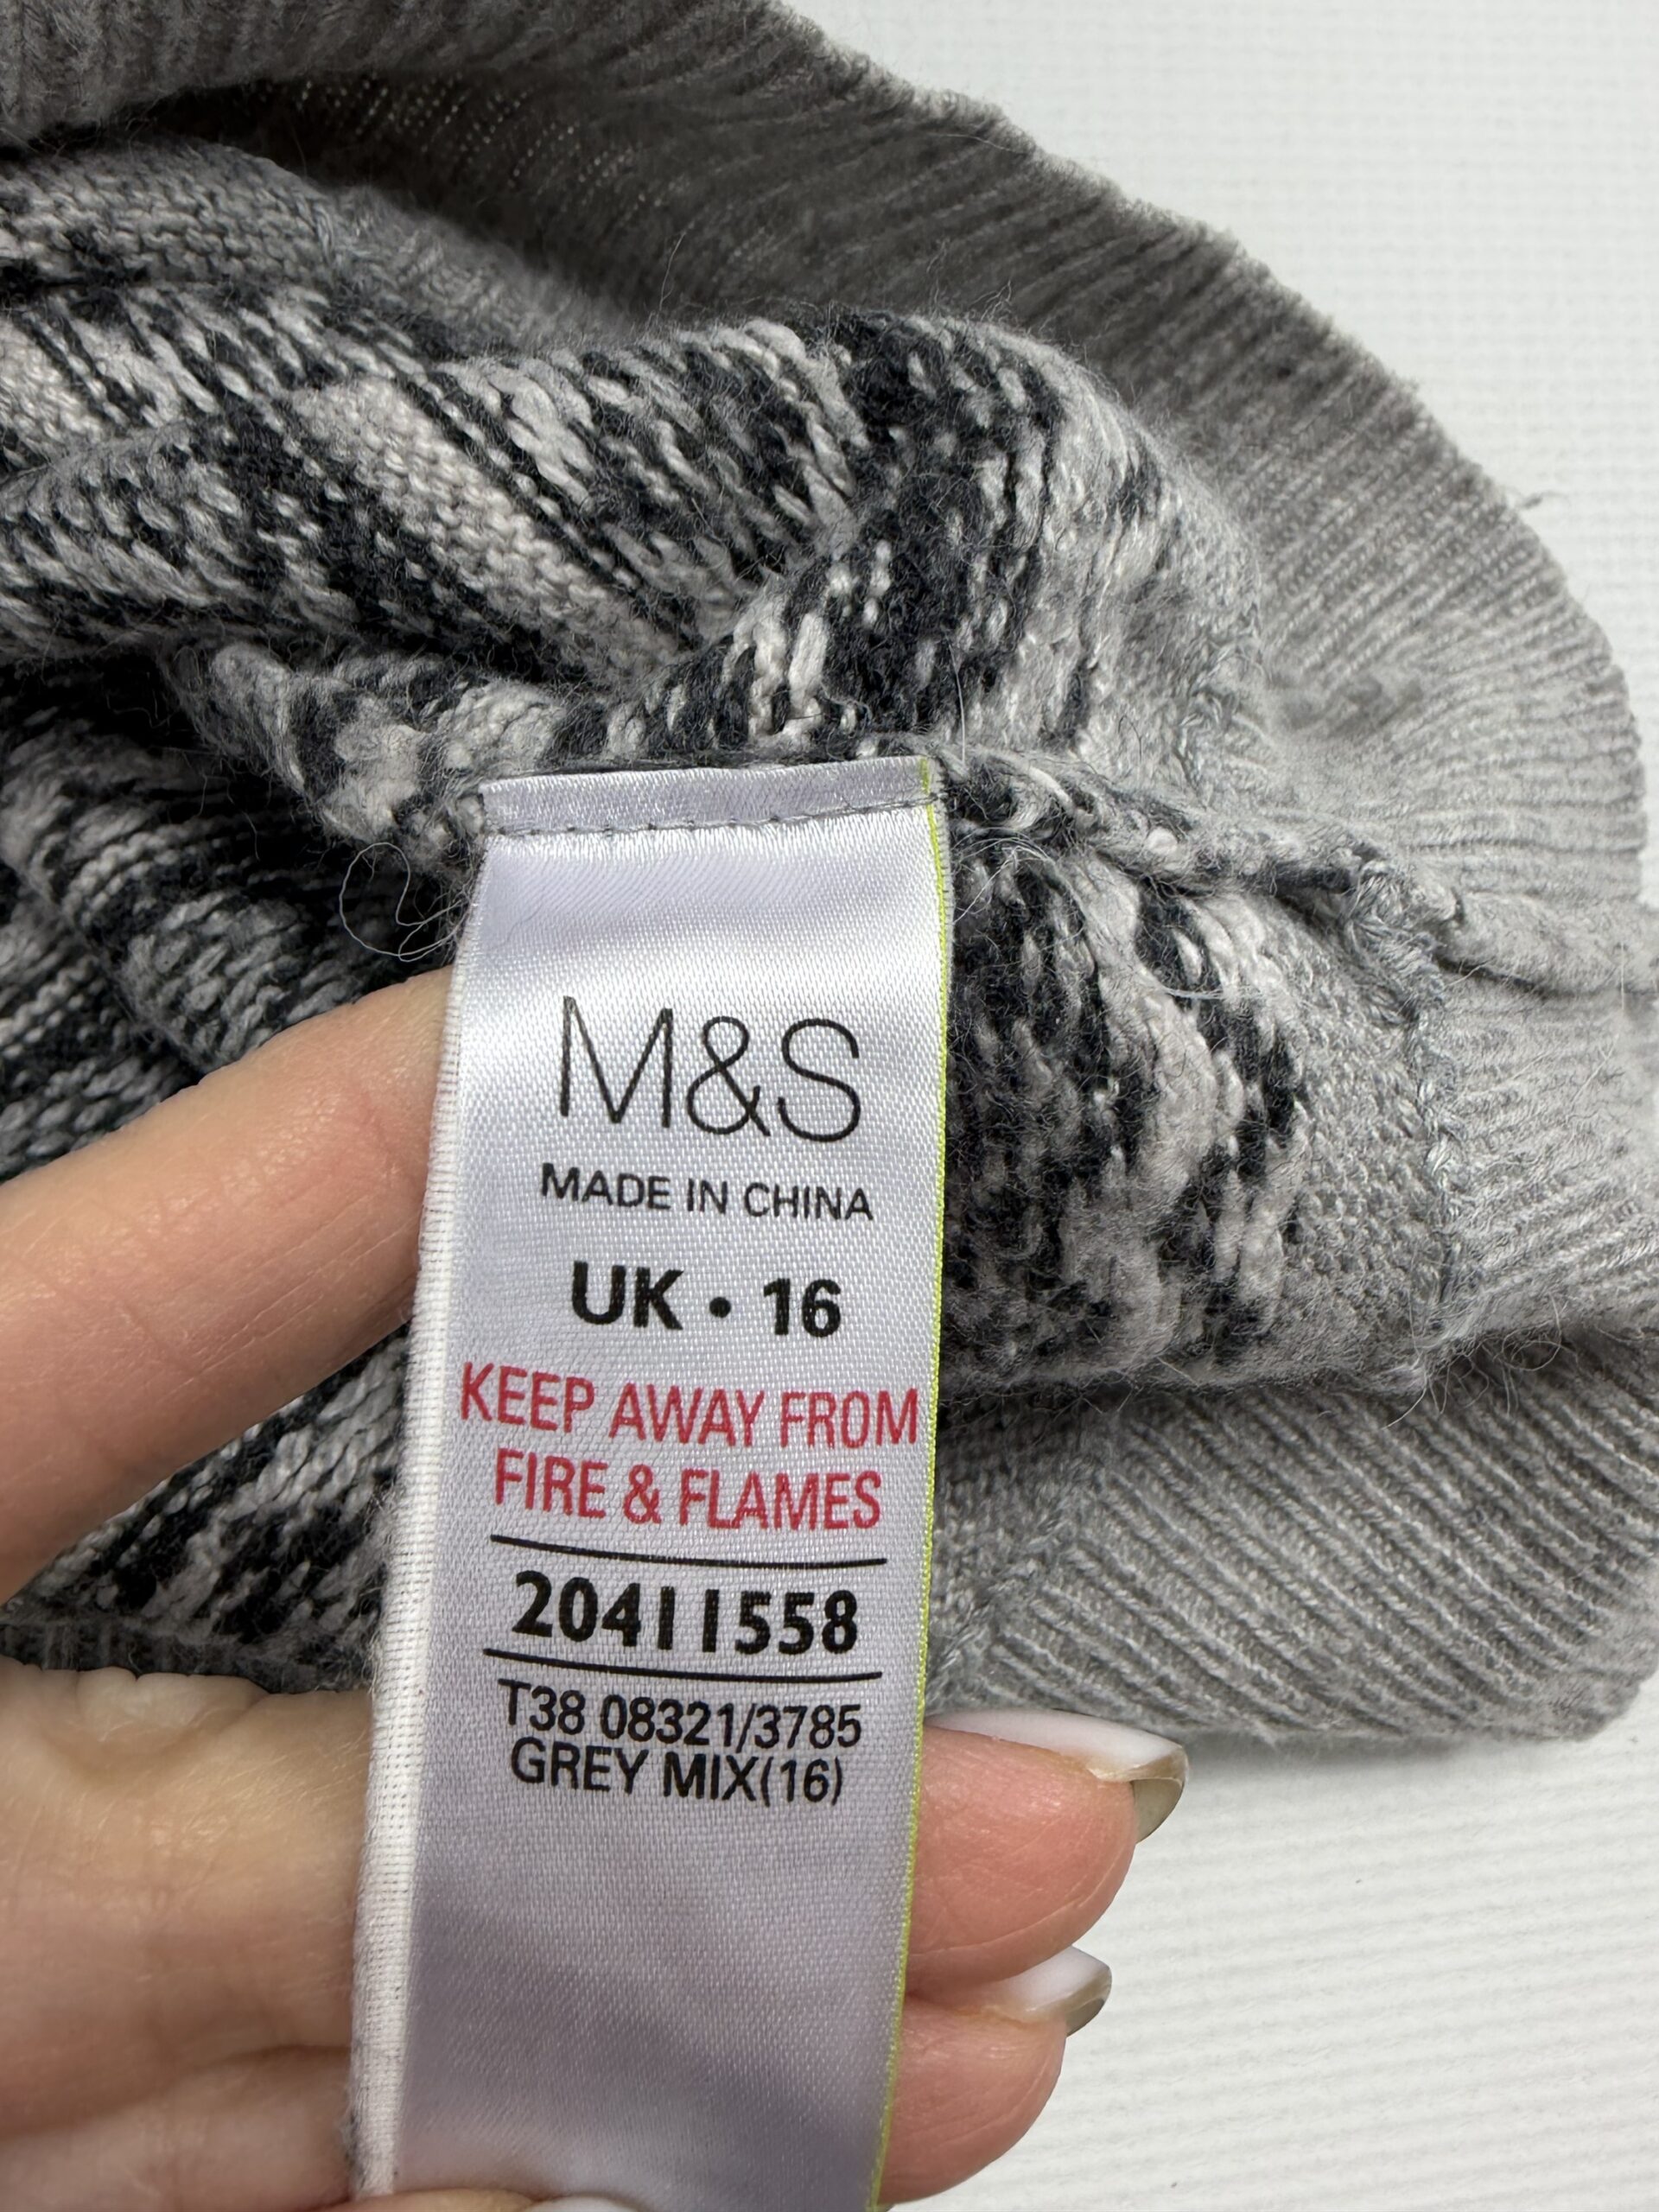 M&S
MADE IN CHINA
UK • 16
KEEP AWAY FROM
FIRE & FLAMES
20411558
T38 08321/3785
GREY MIX(16)